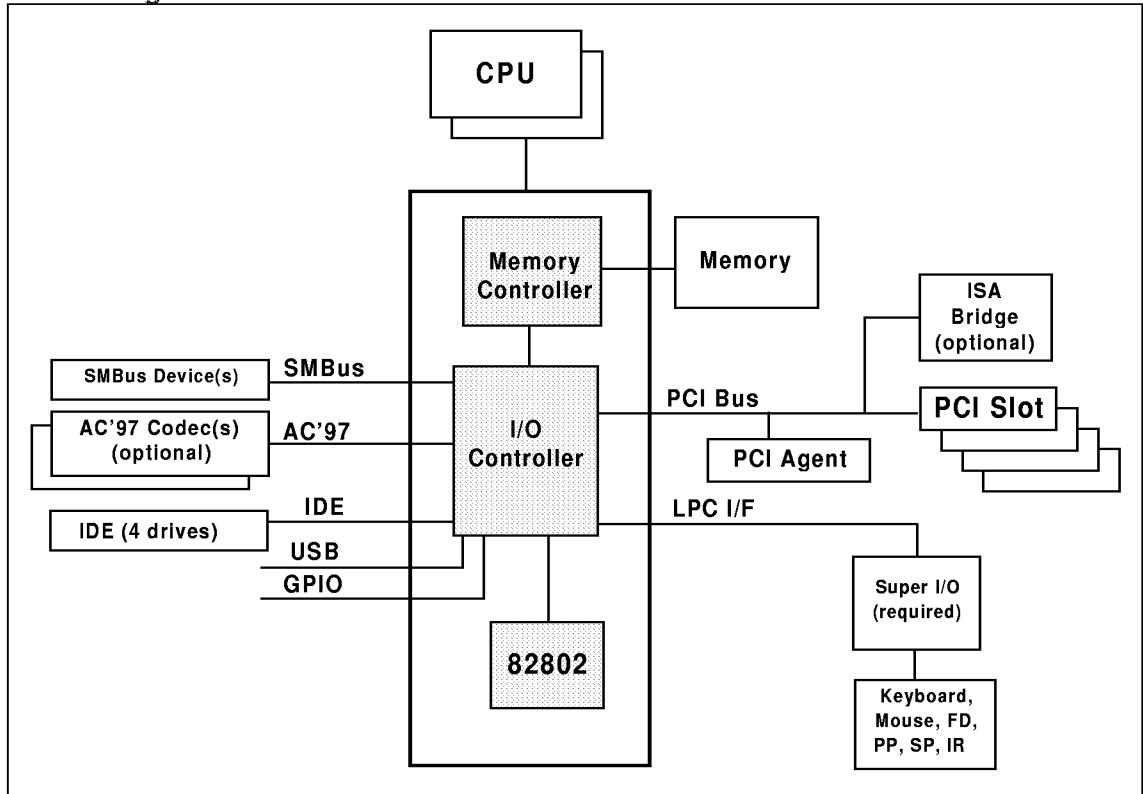 CPU
Memory
Controller
Memory
ISA
Bridge
(optional)
SMBus Device(s)
SMBus
AC'97 Codec(s)
(optional)
AC'97
I/O
Controller
PCI Bus
PCI Slot
PCI Agent
IDE (4 drives)
IDE
USB
GPIO
LPC I/F
Super I/O
(required)
82802
Keyboard,
Mouse, FD,
PP, SP, IR